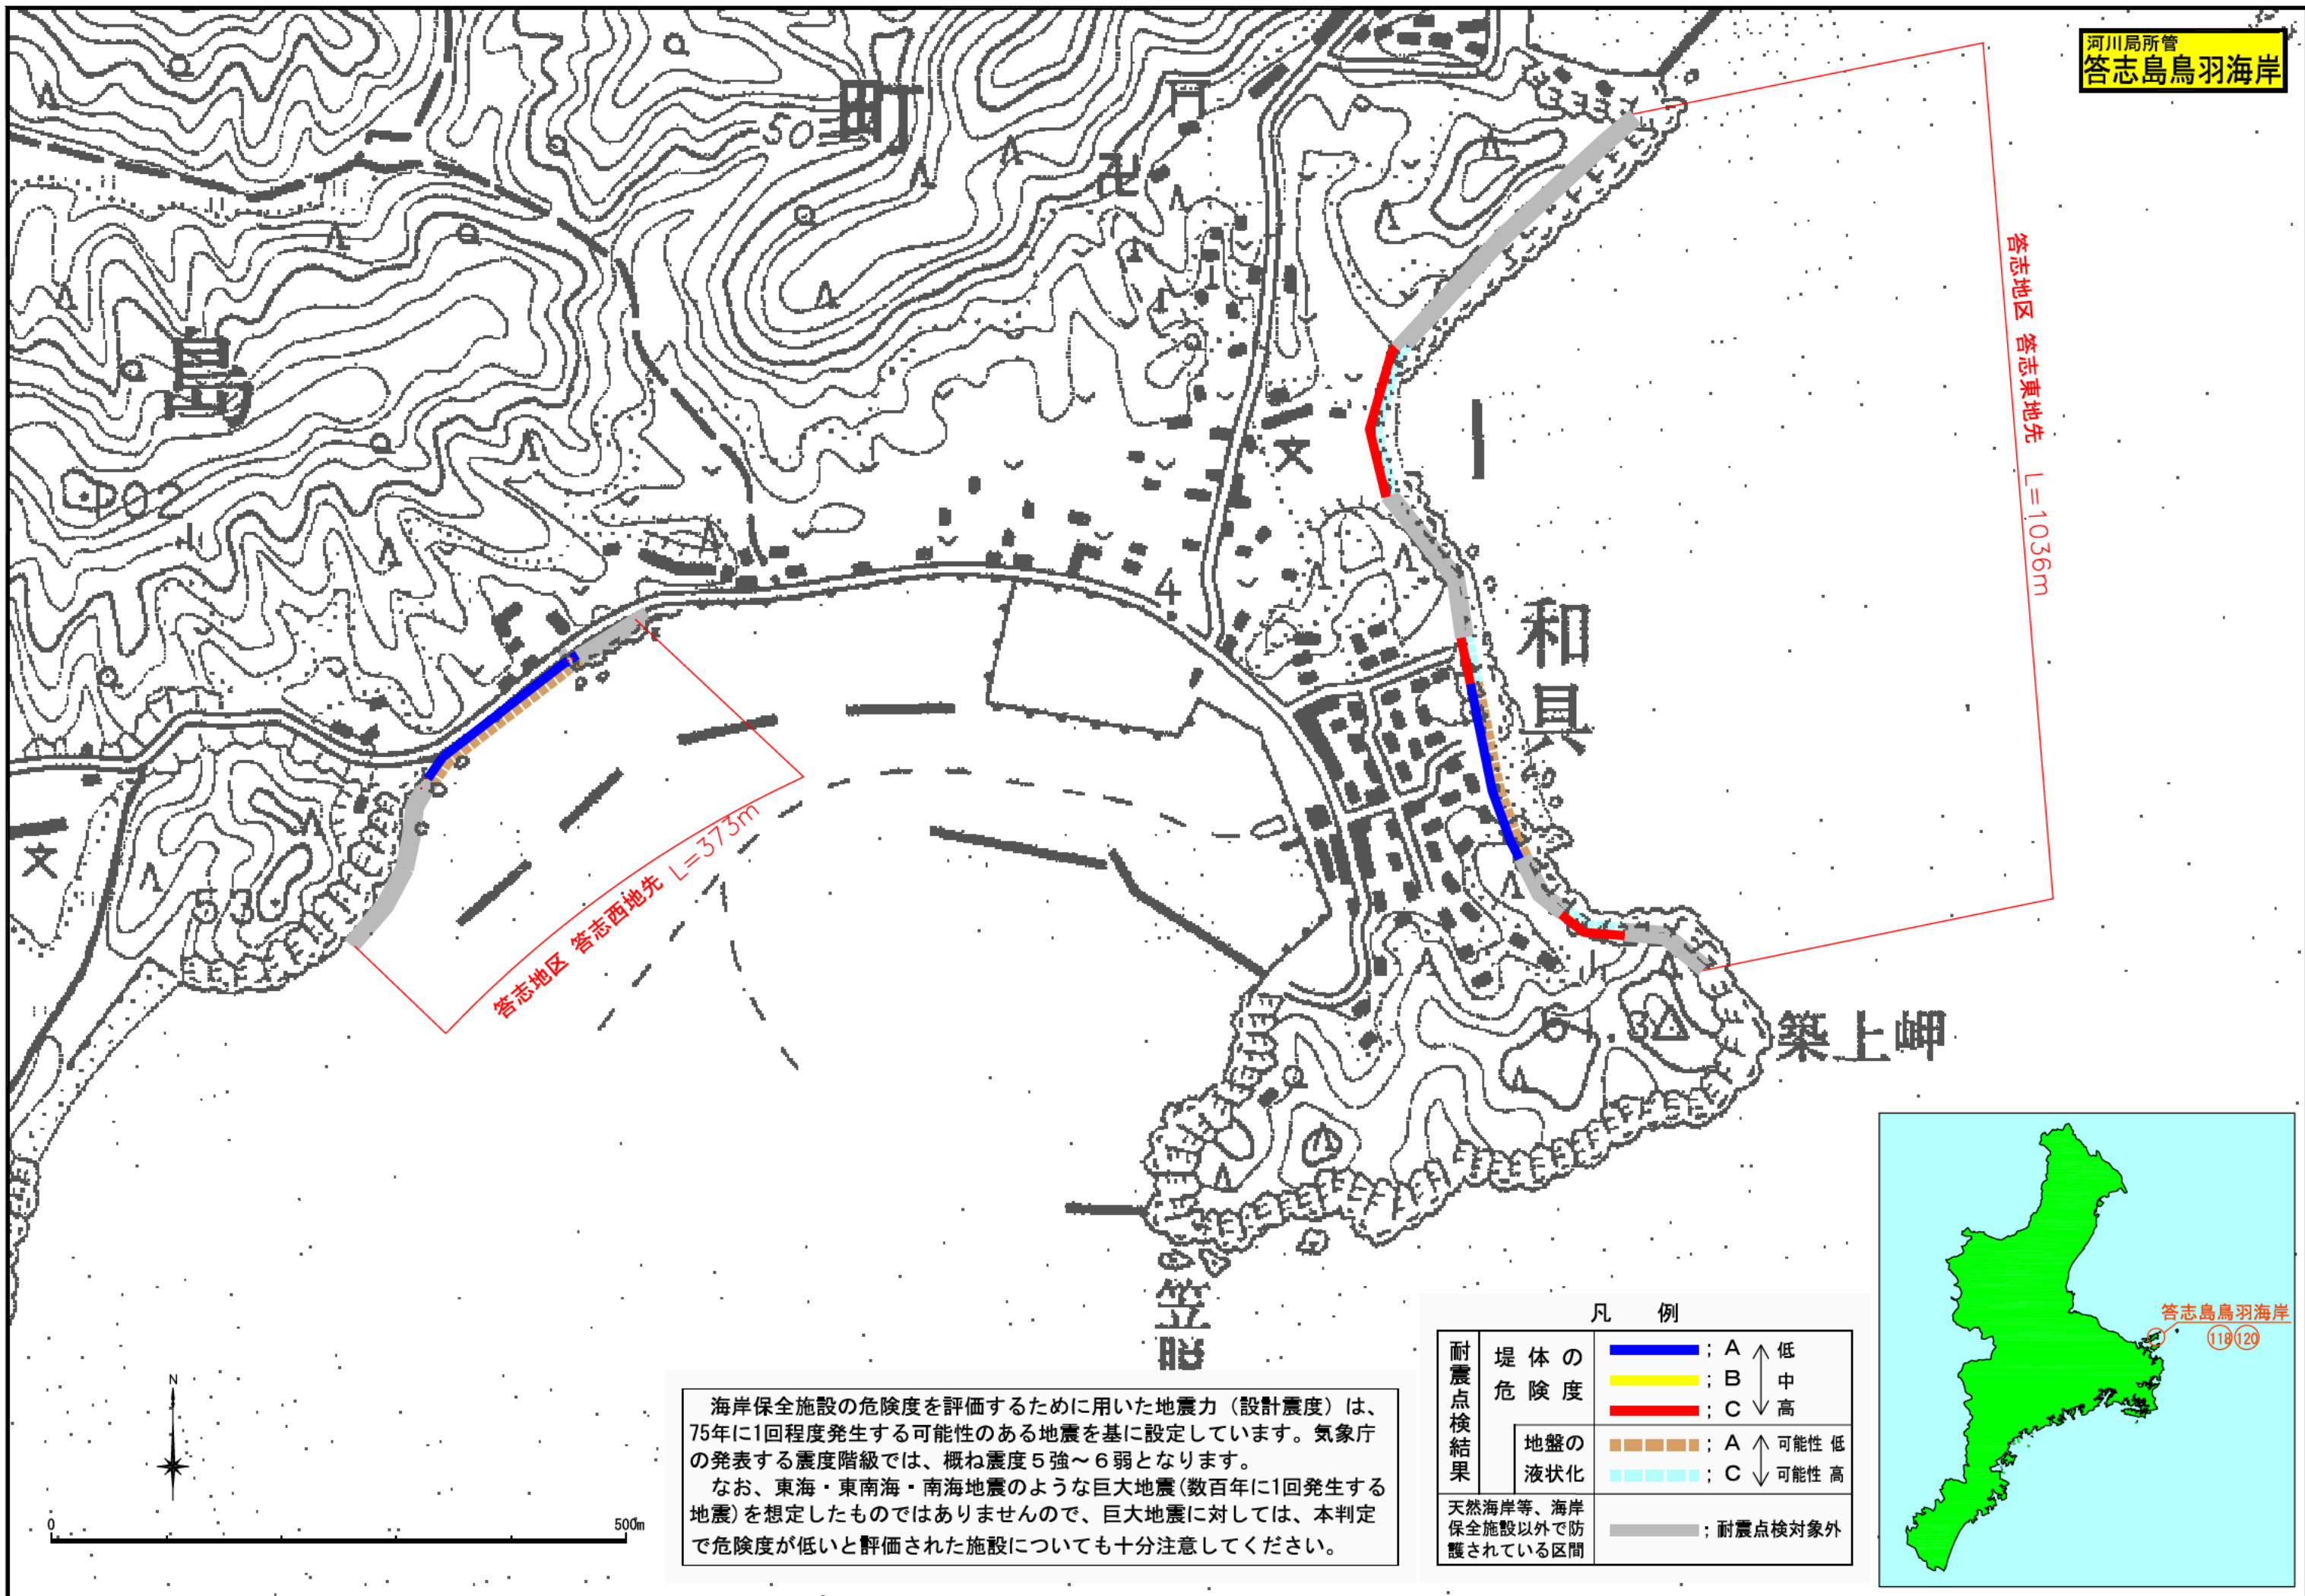 河川局所管
答志島鳥羽海岸
町
50
島
102
文
4
和
具
答志地区 答志東地先 L=1036m
文
53
答志地区 答志西地先 L=373m
61.3
築上岬
笠
答志島鳥羽海岸
118 120
N
0 500m
海岸保全施設の危険度を評価するために用いた地震力（設計震度）は、
75年に1回程度発生する可能性のある地震を基に設定しています。気象庁
の発表する震度階級では、概ね震度５強～６弱となります。
なお、東海・東南海・南海地震のような巨大地震（数百年に1回発生する
地震）を想定したものではありませんので、巨大地震に対しては、本判定
で危険度が低いと評価された施設についても十分注意してください。
凡 例
耐震点検結果
堤体の
危険度
；A 低
；B 中
；C 高
地盤の
液状化
；A 可能性 低
；C 可能性 高
天然海岸等、海岸
保全施設以外で防
護されている区間
；耐震点検対象外